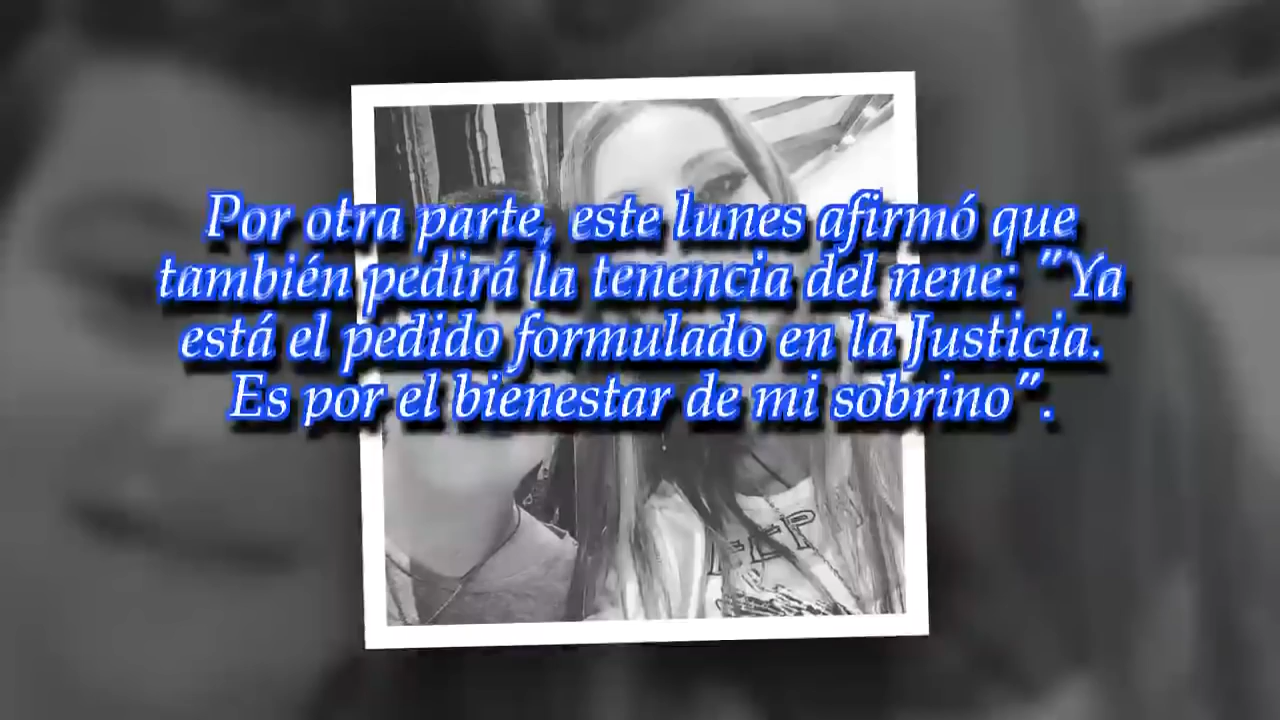 Por otra parte, este lunes afirmó que
también pedirá la tenencia del nene: "Ya
está el pedido formulado en la Justicia.
Es por el bienestar de mi sobrino".